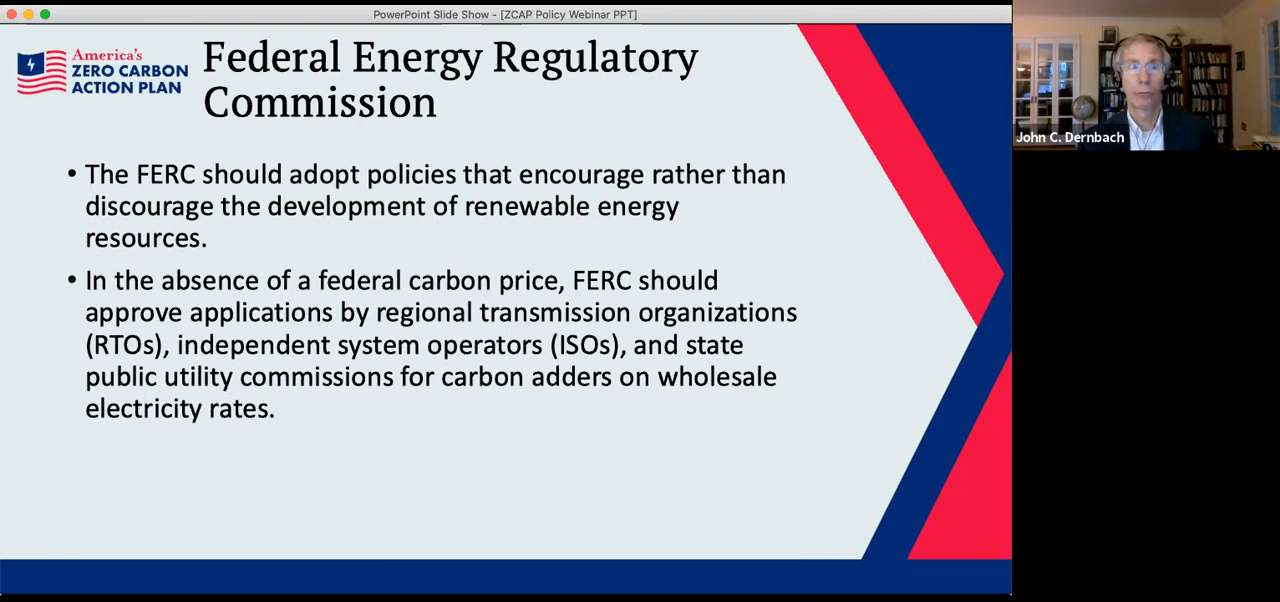 PowerPoint Slide Show - [ZCAP Policy Webinar PPT]
America's
ZERO CARBON
ACTION PLAN
Federal Energy Regulatory
Commission
• The FERC should adopt policies that encourage rather than
discourage the development of renewable energy
resources.
• In the absence of a federal carbon price, FERC should
approve applications by regional transmission organizations
(RTOs), independent system operators (ISOs), and state
public utility commissions for carbon adders on wholesale
electricity rates.
John C. Dernbach